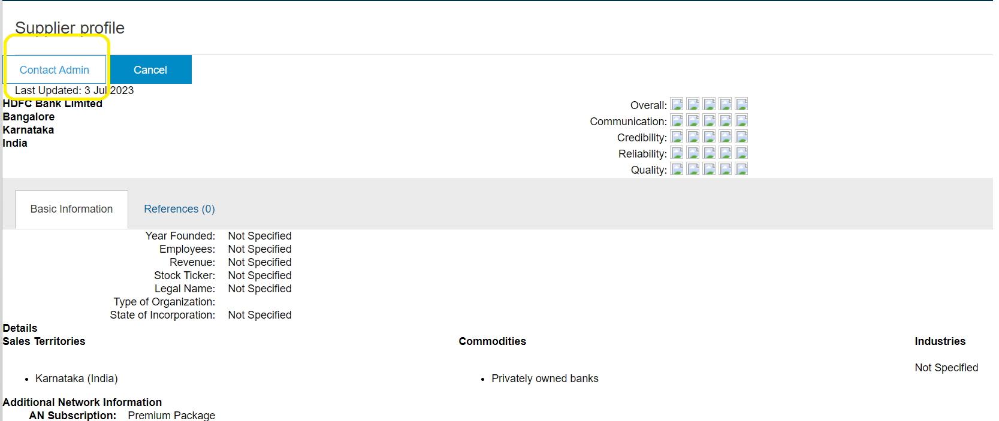 Supplier profile
Contact Admin Cancel
Last Updated: 3 Jul 2023
HDFC Bank Limited
Bangalore
Karnataka
India
Overall:
Communication:
Credibility:
Reliability:
Quality:
Basic Information References (0)
Year Founded: Not Specified
Employees: Not Specified
Revenue: Not Specified
Stock Ticker: Not Specified
Legal Name: Not Specified
Type of Organization:
State of Incorporation: Not Specified
Details
Sales Territories Commodities Industries
Not Specified
• Karnataka (India) • Privately owned banks
Additional Network Information
AN Subscription: Premium Package